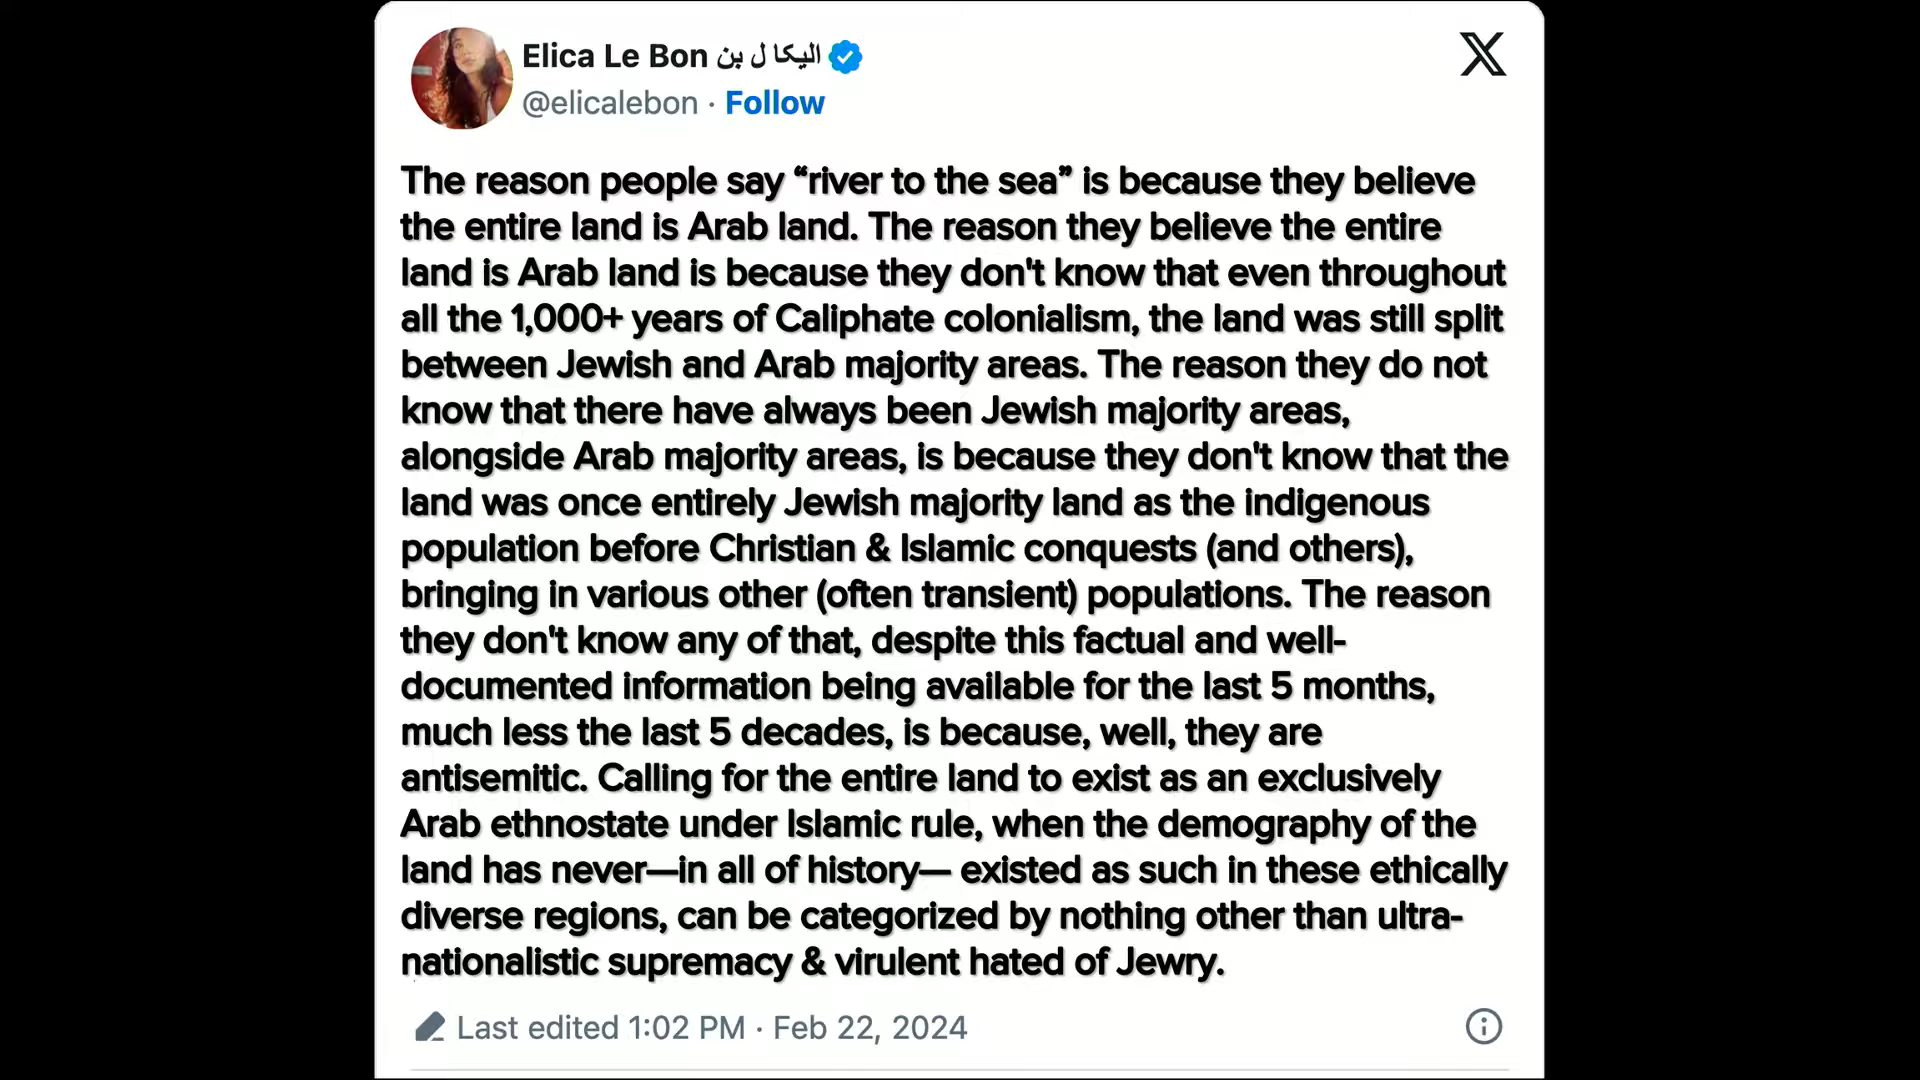 Elica Le Bon الیکا ل بن
@elicalebon · Follow
The reason people say “river to the sea” is because they believe
the entire land is Arab land. The reason they believe the entire
land is Arab land is because they don't know that even throughout
all the 1,000+ years of Caliphate colonialism, the land was still split
between Jewish and Arab majority areas. The reason they do not
know that there have always been Jewish majority areas,
alongside Arab majority areas, is because they don't know that the
land was once entirely Jewish majority land as the indigenous
population before Christian & Islamic conquests (and others),
bringing in various other (often transient) populations. The reason
they don't know any of that, despite this factual and well-
documented information being available for the last 5 months,
much less the last 5 decades, is because, well, they are
antisemitic. Calling for the entire land to exist as an exclusively
Arab ethnostate under Islamic rule, when the demography of the
land has never—in all of history— existed as such in these ethically
diverse regions, can be categorized by nothing other than ultra-
nationalistic supremacy & virulent hated of Jewry.
Last edited 1:02 PM · Feb 22, 2024